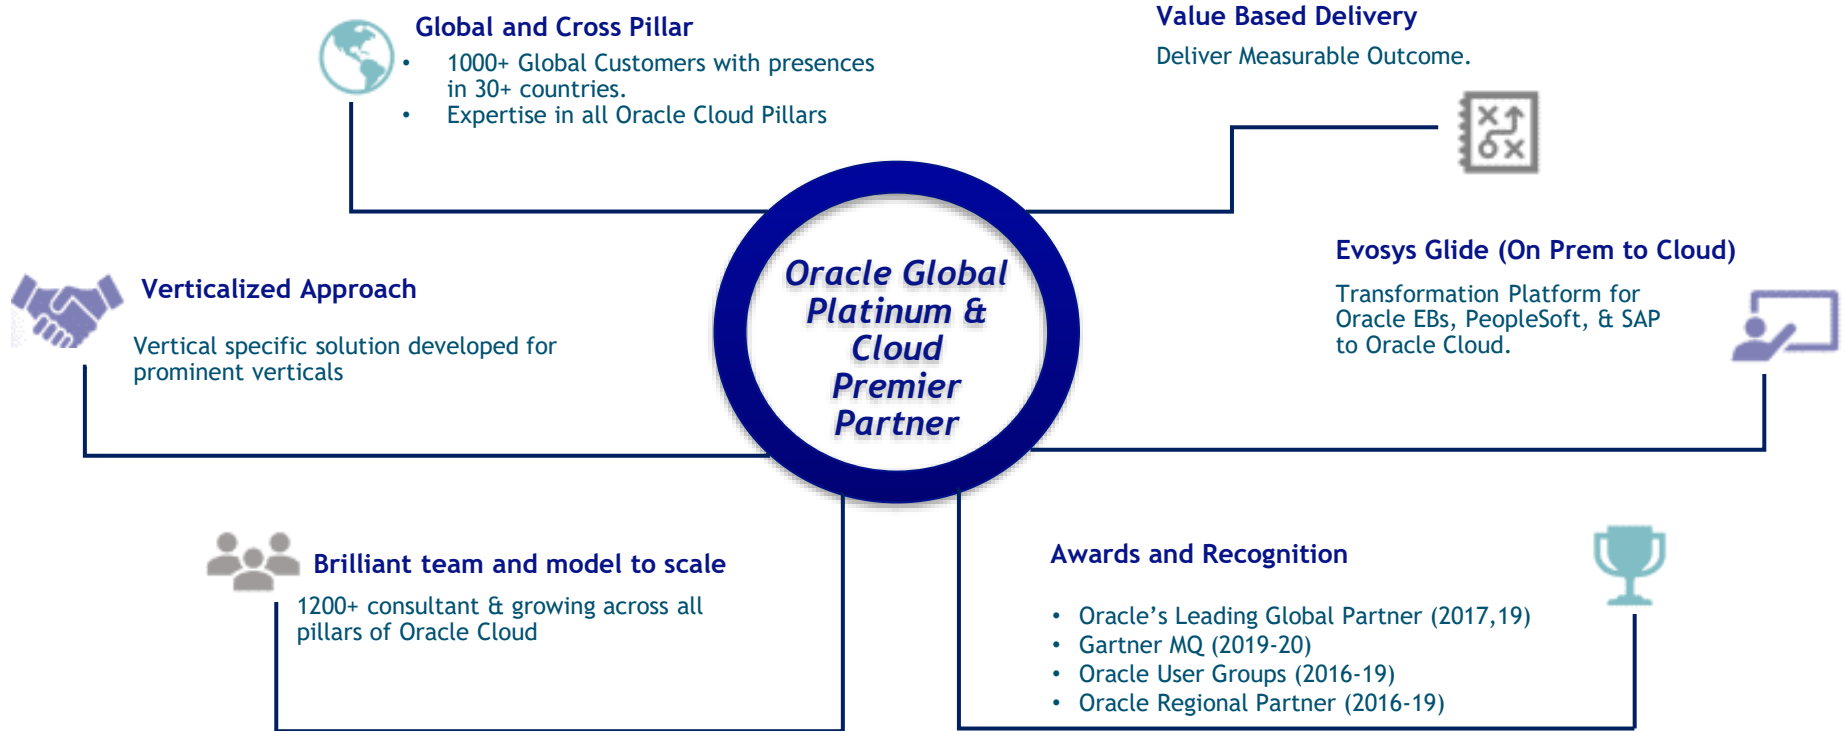 Global and Cross Pillar
• 1000+ Global Customers with presences
in 30+ countries.
• Expertise in all Oracle Cloud Pillars
Value Based Delivery
Deliver Measurable Outcome.
Verticalized Approach
Vertical specific solution developed for
prominent verticals
Oracle Global
Platinum &
Cloud
Premier
Partner
Evosys Glide (On Prem to Cloud)
Transformation Platform for
Oracle EBs, PeopleSoft, & SAP
to Oracle Cloud.
Brilliant team and model to scale
1200+ consultant & growing across all
pillars of Oracle Cloud
Awards and Recognition
• Oracle’s Leading Global Partner (2017,19)
• Gartner MQ (2019-20)
• Oracle User Groups (2016-19)
• Oracle Regional Partner (2016-19)